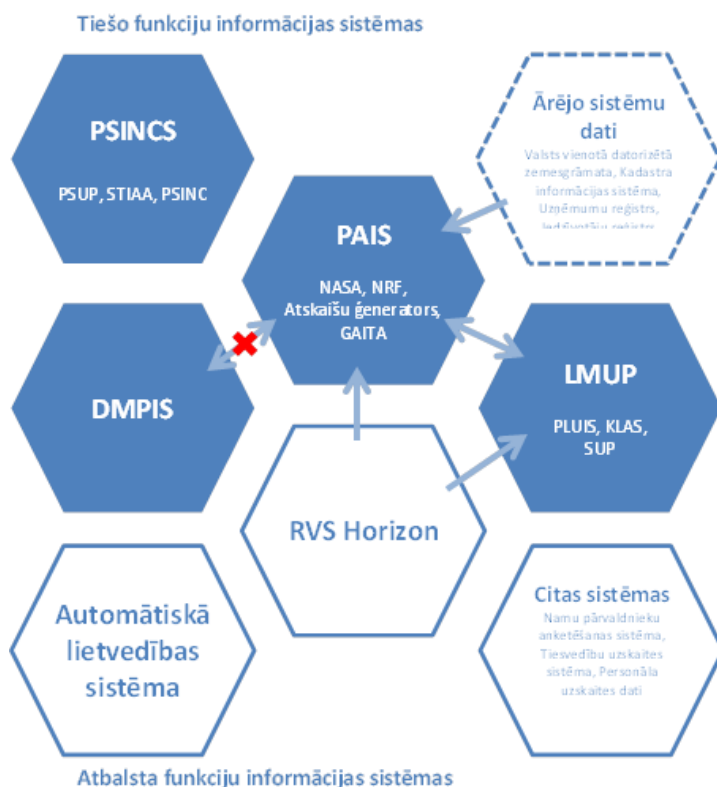 Tiešo funkciju informācijas sistēmas
PSINCS
PSUP, STIAA, PSINC
Ārējo sistēmu
dati
Valsts vienotā datorizētā
zemesgrāmata, Kadastra
informācijas sistēma,
Uzņēmumu reģistrs,
Iedzīvotāju reģistrs
PAIS
NASA, NRF,
Atskaišu ģenerators,
GAITA
DMPIS
LMUP
PLUIS, KLAS,
SUP
RVS Horizon
Automātiskā
lietvedības
sistēma
Citas sistēmas
Namu pārvaldnieku
anketēšanas sistēma,
Tiesvedību uzskaites
sistēma, Personāla
uzskaites dati
Atbalsta funkciju informācijas sistēmas